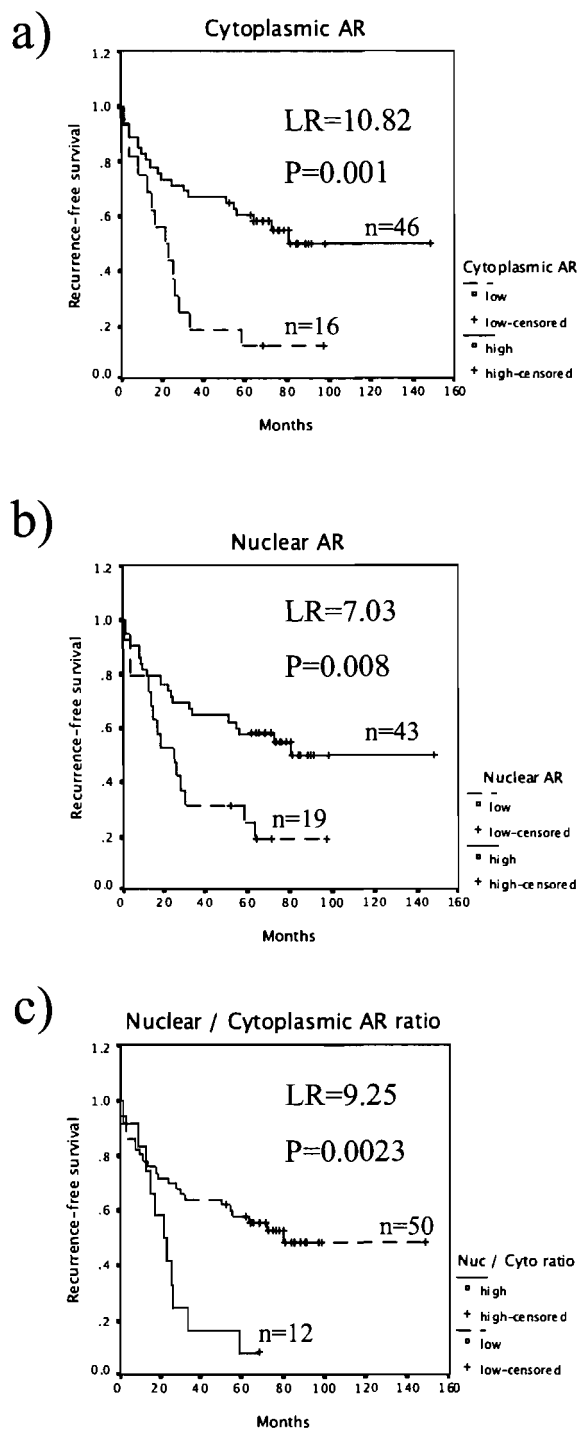 a)
Cytoplasmic AR
1.2
1.0
.8
.6
.4
.2
0.0
Recurrence-free survival
LR=10.82
P=0.001
n=46
n=16
0 20 40 60 80 100 120 140 160
Months
Cytoplasmic AR
low
low-censored
high
high-censored
b)
Nuclear AR
1.2
1.0
.8
.6
.4
.2
0.0
Recurrence-free survival
LR=7.03
P=0.008
n=43
n=19
0 20 40 60 80 100 120 140 160
Months
Nuclear AR
low
low-censored
high
high-censored
c)
Nuclear / Cytoplasmic AR ratio
1.2
1.0
.8
.6
.4
.2
0.0
Recurrence-free survival
LR=9.25
P=0.0023
n=50
n=12
0 20 40 60 80 100 120 140 160
Months
Nuc / Cyto ratio
high
high-censored
low
low-censored